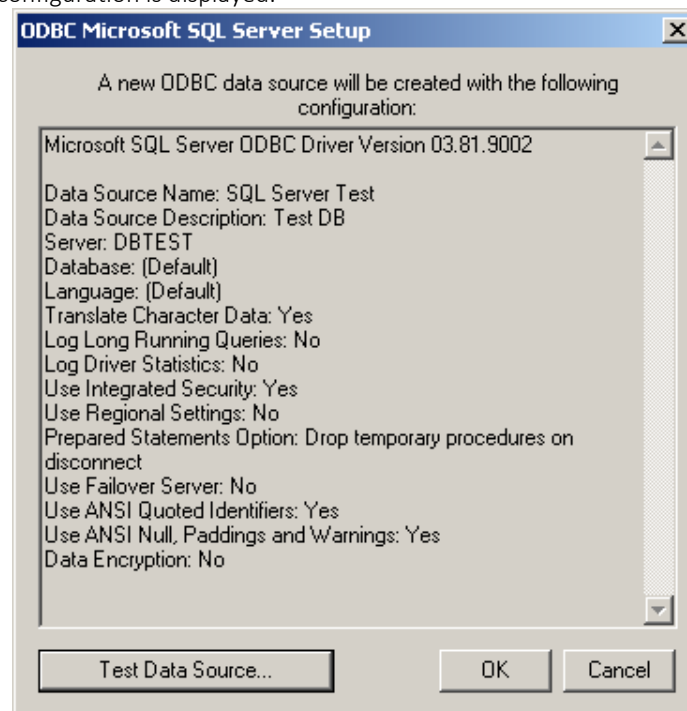 configuration is displayed.
ODBC Microsoft SQL Server Setup
A new ODBC data source will be created with the following
configuration:
Microsoft SQL Server ODBC Driver Version 03.81.9002
Data Source Name: SQL Server Test
Data Source Description: Test DB
Server: DBTEST
Database: (Default)
Language: (Default)
Translate Character Data: Yes
Log Long Running Queries: No
Log Driver Statistics: No
Use Integrated Security: Yes
Use Regional Settings: No
Prepared Statements Option: Drop temporary procedures on
disconnect
Use Failover Server: No
Use ANSI Quoted Identifiers: Yes
Use ANSI Null, Paddings and Warnings: Yes
Data Encryption: No
Test Data Source...
OK
Cancel